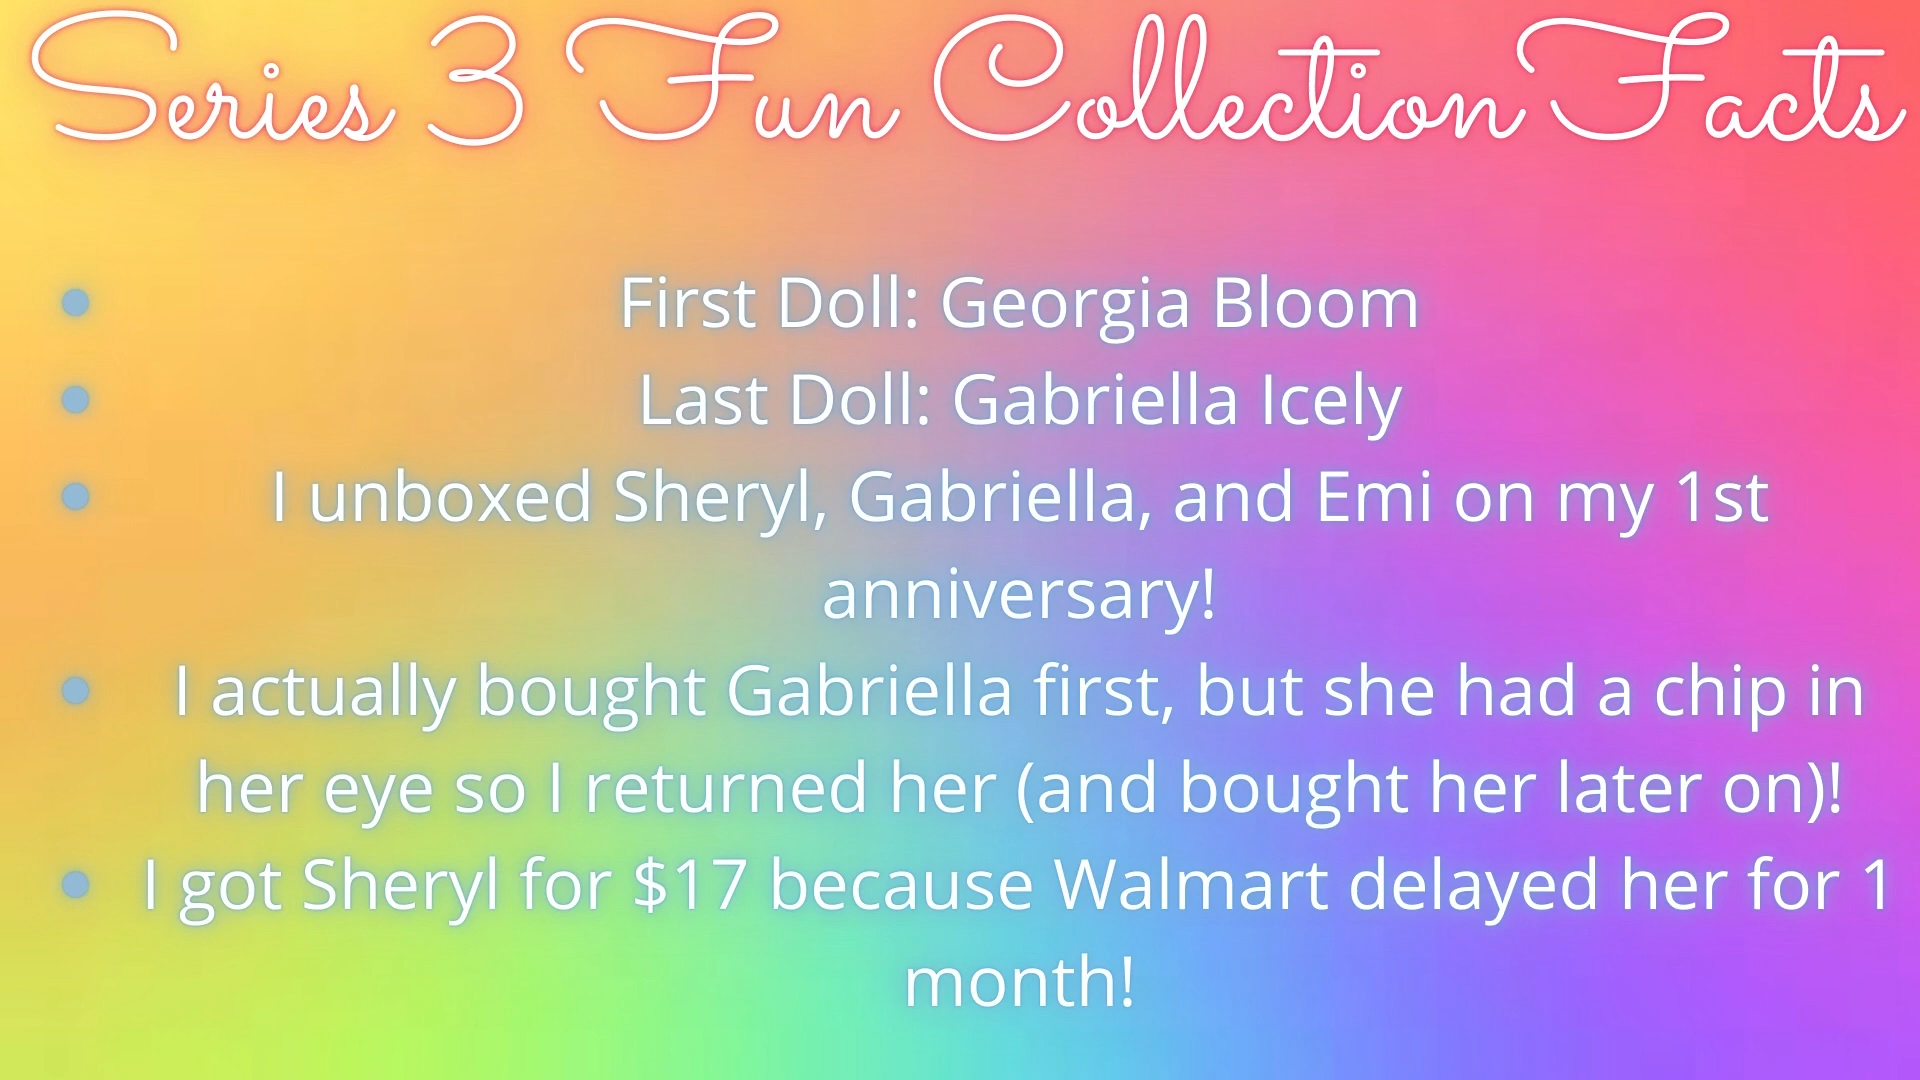 Series 3 Fun Collection Facts
First Doll: Georgia Bloom
Last Doll: Gabriella Icely
I unboxed Sheryl, Gabriella, and Emi on my 1st
anniversary!
I actually bought Gabriella first, but she had a chip in
her eye so I returned her (and bought her later on)!
I got Sheryl for $17 because Walmart delayed her for 1
month!